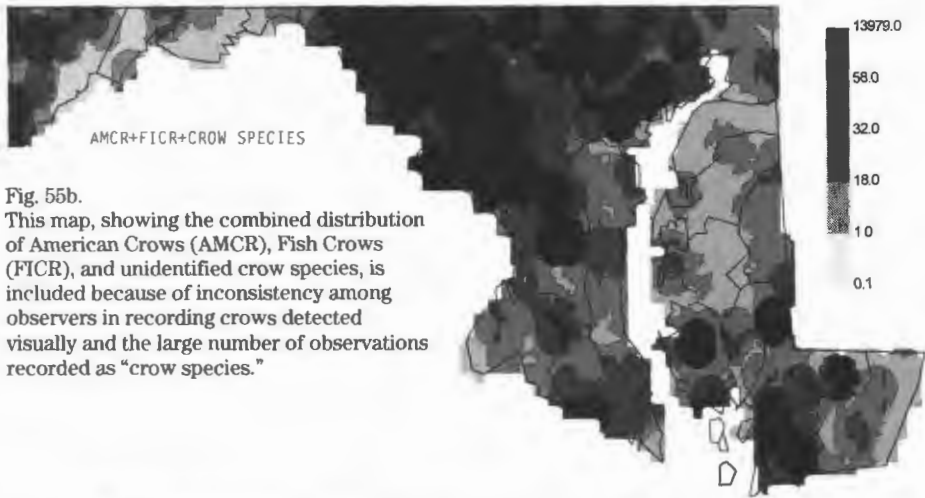 AMCR+FICR+CROW SPECIES
Fig. 55b.
This map, showing the combined distribution
of American Crows (AMCR), Fish Crows
(FICR), and unidentified crow species, is
included because of inconsistency among
observers in recording crows detected
visually and the large number of observations
recorded as “crow species.”
13979.0
58.0
32.0
18.0
1 0
0.1